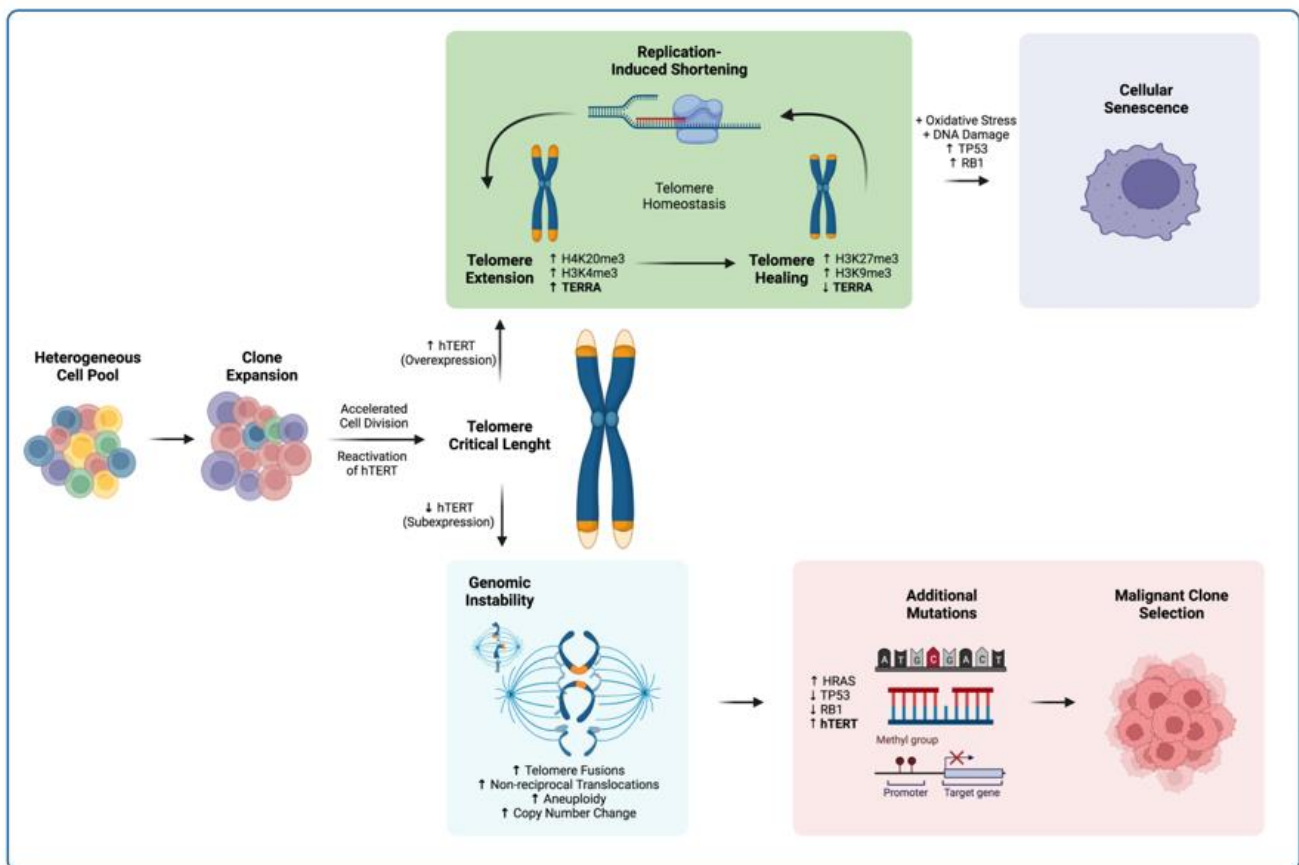 Replication-
Induced Shortening
Telomere
Homeostasis
Telomere
Extension
↑ H4K20me3
↑ H3K4me3
↑ TERRA
Telomere
Healing
↑ H3K27me3
↑ H3K9me3
↓ TERRA
+ Oxidative Stress
+ DNA Damage
↑ TP53
↑ RB1
Cellular
Senescence
Heterogeneous
Cell Pool
Clone
Expansion
Accelerated
Cell Division
Reactivation
of hTERT
↑ hTERT
(Overexpression)
Telomere
Critical Lenght
↓ hTERT
(Subexpression)
Genomic
Instability
↑ Telomere Fusions
↑ Non-reciprocal Translocations
↑ Aneuploidy
↑ Copy Number Change
Additional
Mutations
A T G C G A C T
↑ HRAS
↓ TP53
↓ RB1
↑ hTERT
Methyl group
Promoter
Target gene
Malignant Clone
Selection